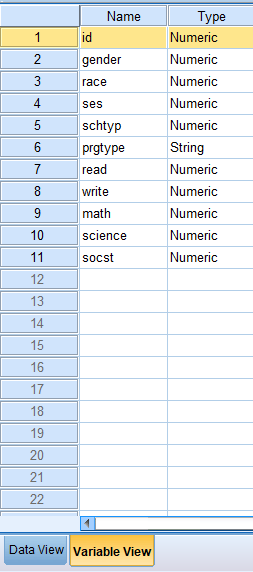 Name Type
1 id Numeric
2 gender Numeric
3 race Numeric
4 ses Numeric
5 schtyp Numeric
6 prgtype String
7 read Numeric
8 write Numeric
9 math Numeric
10 science Numeric
11 socst Numeric
12
13
14
15
16
17
18
19
20
21
22
Data View Variable View